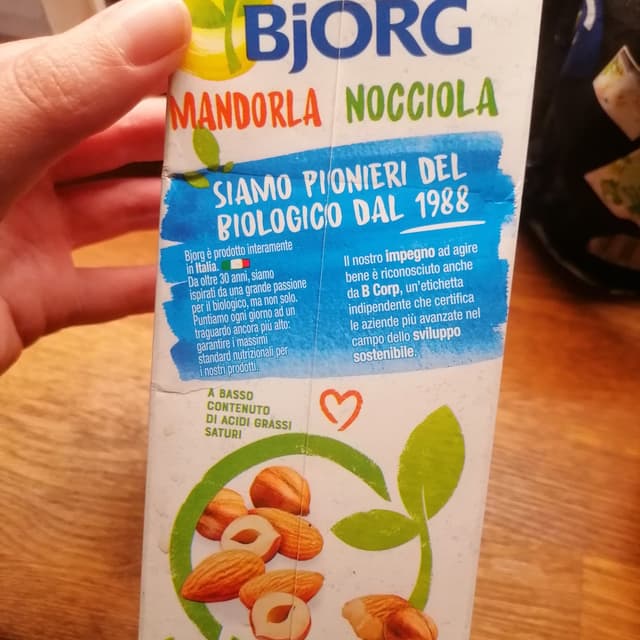 BjORG
MANDORLA NOCCIOLA
SIAMO PIONIERI DEL
BIOLOGICO DAL 1988
Bjorg è prodotto interamente
in Italia.
Da oltre 30 anni, siamo
ispirati da una grande passione
per il biologico, ma non solo.
Puntiamo ogni giorno ad un
traguardo ancora più alto:
garantire i massimi
standard nutrizionali per
i nostri prodotti.
Il nostro impegno ad agire
bene è riconosciuto anche
da B Corp, un'etichetta
indipendente che certifica
le aziende più avanzate nel
campo dello sviluppo
sostenibile.
A BASSO
CONTENUTO
DI ACIDI GRASSI
SATURI